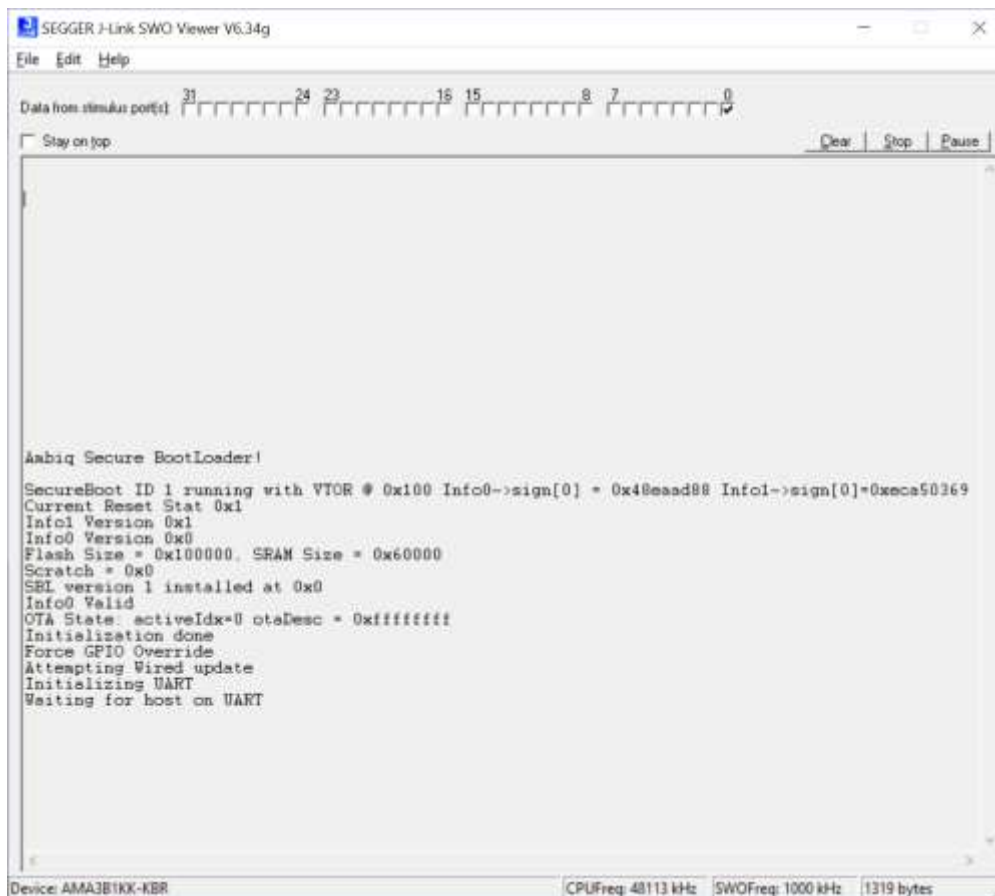 SEGGER J-Link SWO Viewer V6.34g
File Edit Help
Data from stimulus port(s): 31 24 23 16 15 8 7 0
Stay on top Clear Stop Pause
Ambiq Secure BootLoader!
SecureBoot ID 1 running with VTOR @ 0x100 Info0->sign[0] = 0x48eaad88 Info1->sign[0]=0xeca50369
Current Reset Stat 0x1
Info1 Version 0x1
Info0 Version 0x0
Flash Size = 0x100000, SRAM Size = 0x60000
Scratch = 0x0
SBL version 1 installed at 0x0
Info0 Valid
OTA State: activeIdx=0 otaDesc = 0xffffffff
Initialization done
Force GPIO Override
Attempting Wired update
Initializing UART
Waiting for host on UART
Device: AMA3B1KK-KBR CPUFreq: 48113 kHz SWOFreq: 1000 kHz 1319 bytes